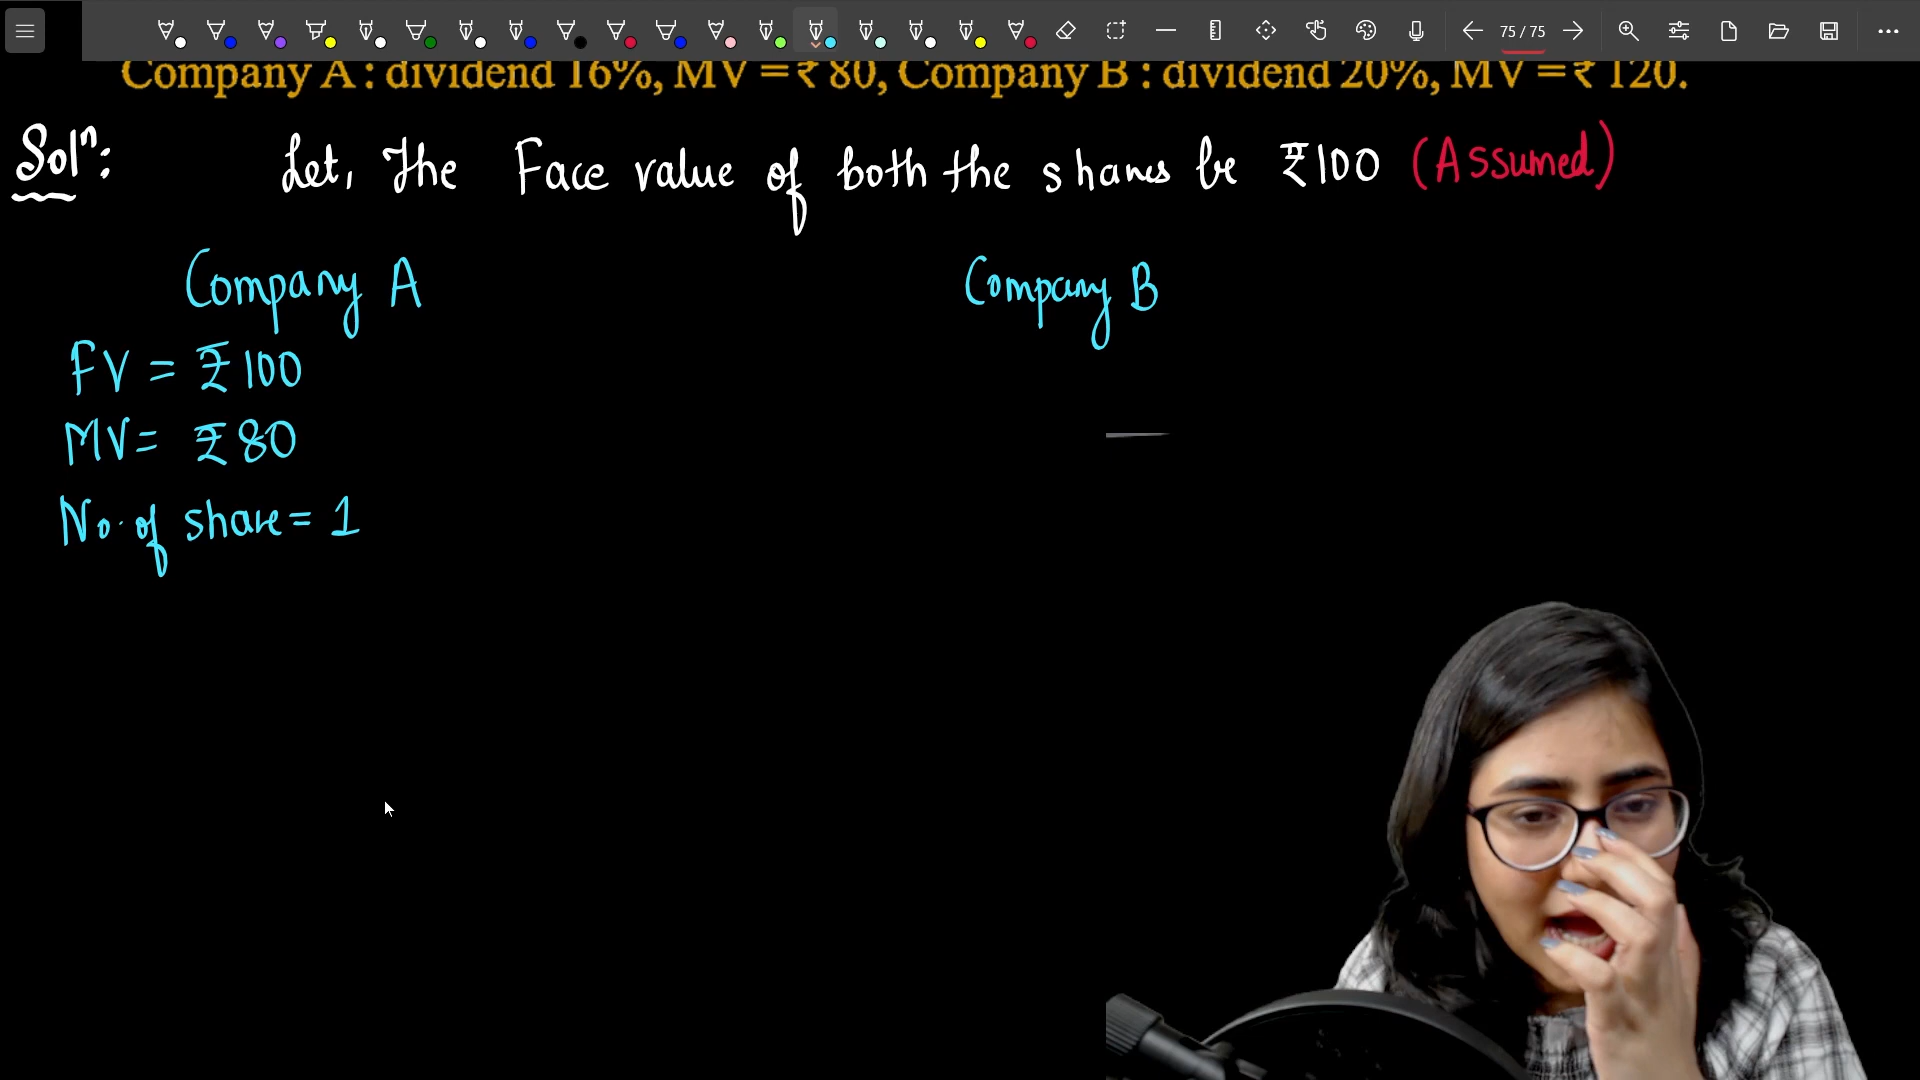 75 / 75
Company A : dividend 16%, MV = ₹ 80, Company B : dividend 20%, MV = ₹ 120.
Solⁿ: Let, The Face value of both the shares be ₹100 (Assumed)
Company A
Company B
FV = ₹100
MV= ₹80
No. of share = 1